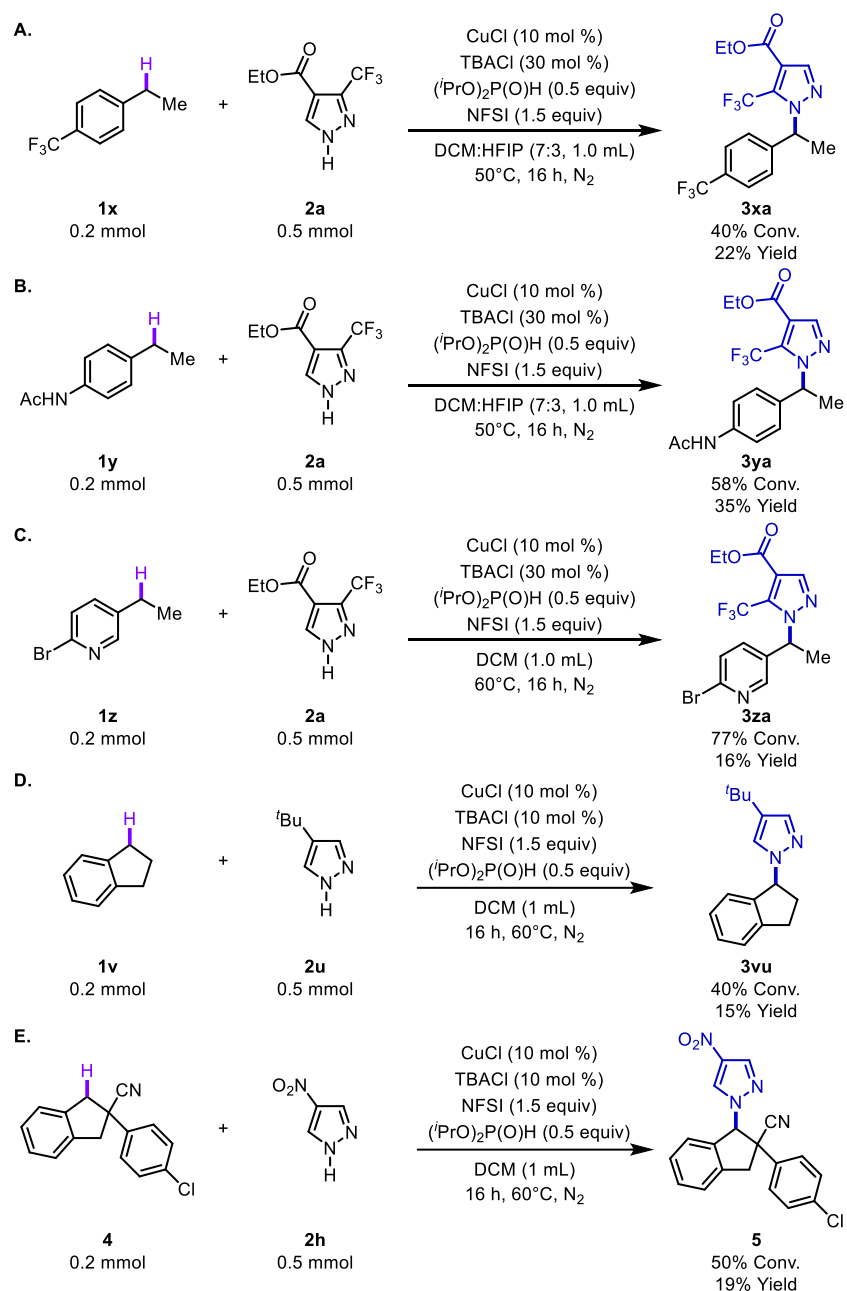 A.
H
Me
F₃C
1x
0.2 mmol
+
O
EtO
CF₃
N
N
H
2a
0.5 mmol
CuCl (10 mol %)
TBACl (30 mol %)
(ⁱPrO)₂P(O)H (0.5 equiv)
NFSI (1.5 equiv)
DCM:HFIP (7:3, 1.0 mL)
50°C, 16 h, N₂
O
EtO
F₃C
N
N
Me
F₃C
3xa
40% Conv.
22% Yield
B.
H
Me
AcHN
1y
0.2 mmol
+
O
EtO
CF₃
N
N
H
2a
0.5 mmol
CuCl (10 mol %)
TBACl (30 mol %)
(ⁱPrO)₂P(O)H (0.5 equiv)
NFSI (1.5 equiv)
DCM:HFIP (7:3, 1.0 mL)
50°C, 16 h, N₂
O
EtO
F₃C
N
N
Me
AcHN
3ya
58% Conv.
35% Yield
C.
H
Me
Br
N
1z
0.2 mmol
+
O
EtO
CF₃
N
N
H
2a
0.5 mmol
CuCl (10 mol %)
TBACl (30 mol %)
(ⁱPrO)₂P(O)H (0.5 equiv)
NFSI (1.5 equiv)
DCM (1.0 mL)
60°C, 16 h, N₂
O
EtO
F₃C
N
N
Me
Br
N
3za
77% Conv.
16% Yield
D.
H
1v
0.2 mmol
+
ᵗBu
N
N
H
2u
0.5 mmol
CuCl (10 mol %)
TBACl (10 mol %)
NFSI (1.5 equiv)
(ⁱPrO)₂P(O)H (0.5 equiv)
DCM (1 mL)
16 h, 60°C, N₂
ᵗBu
N
N
3vu
40% Conv.
15% Yield
E.
H
CN
Cl
4
0.2 mmol
+
O₂N
N
N
H
2h
0.5 mmol
CuCl (10 mol %)
TBACl (10 mol %)
NFSI (1.5 equiv)
(ⁱPrO)₂P(O)H (0.5 equiv)
DCM (1 mL)
16 h, 60°C, N₂
O₂N
N
N
CN
Cl
5
50% Conv.
19% Yield